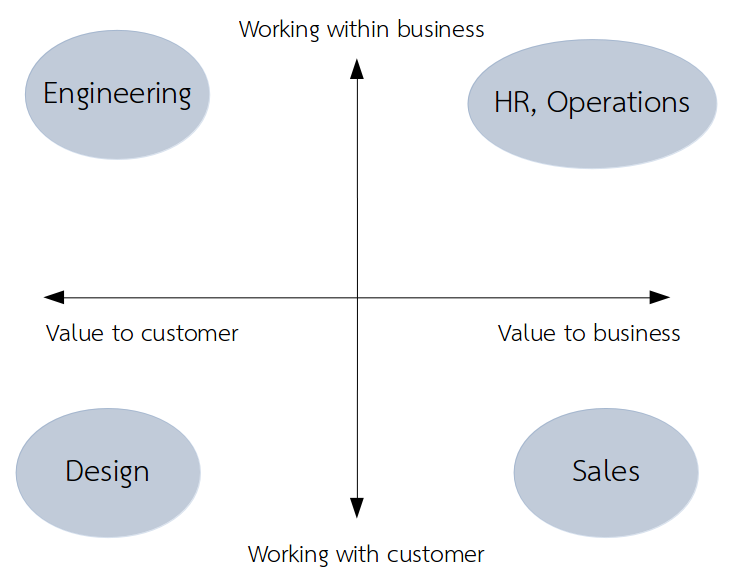 Working within business
Engineering
HR, Operations
Value to customer
Value to business
Design
Sales
Working with customer